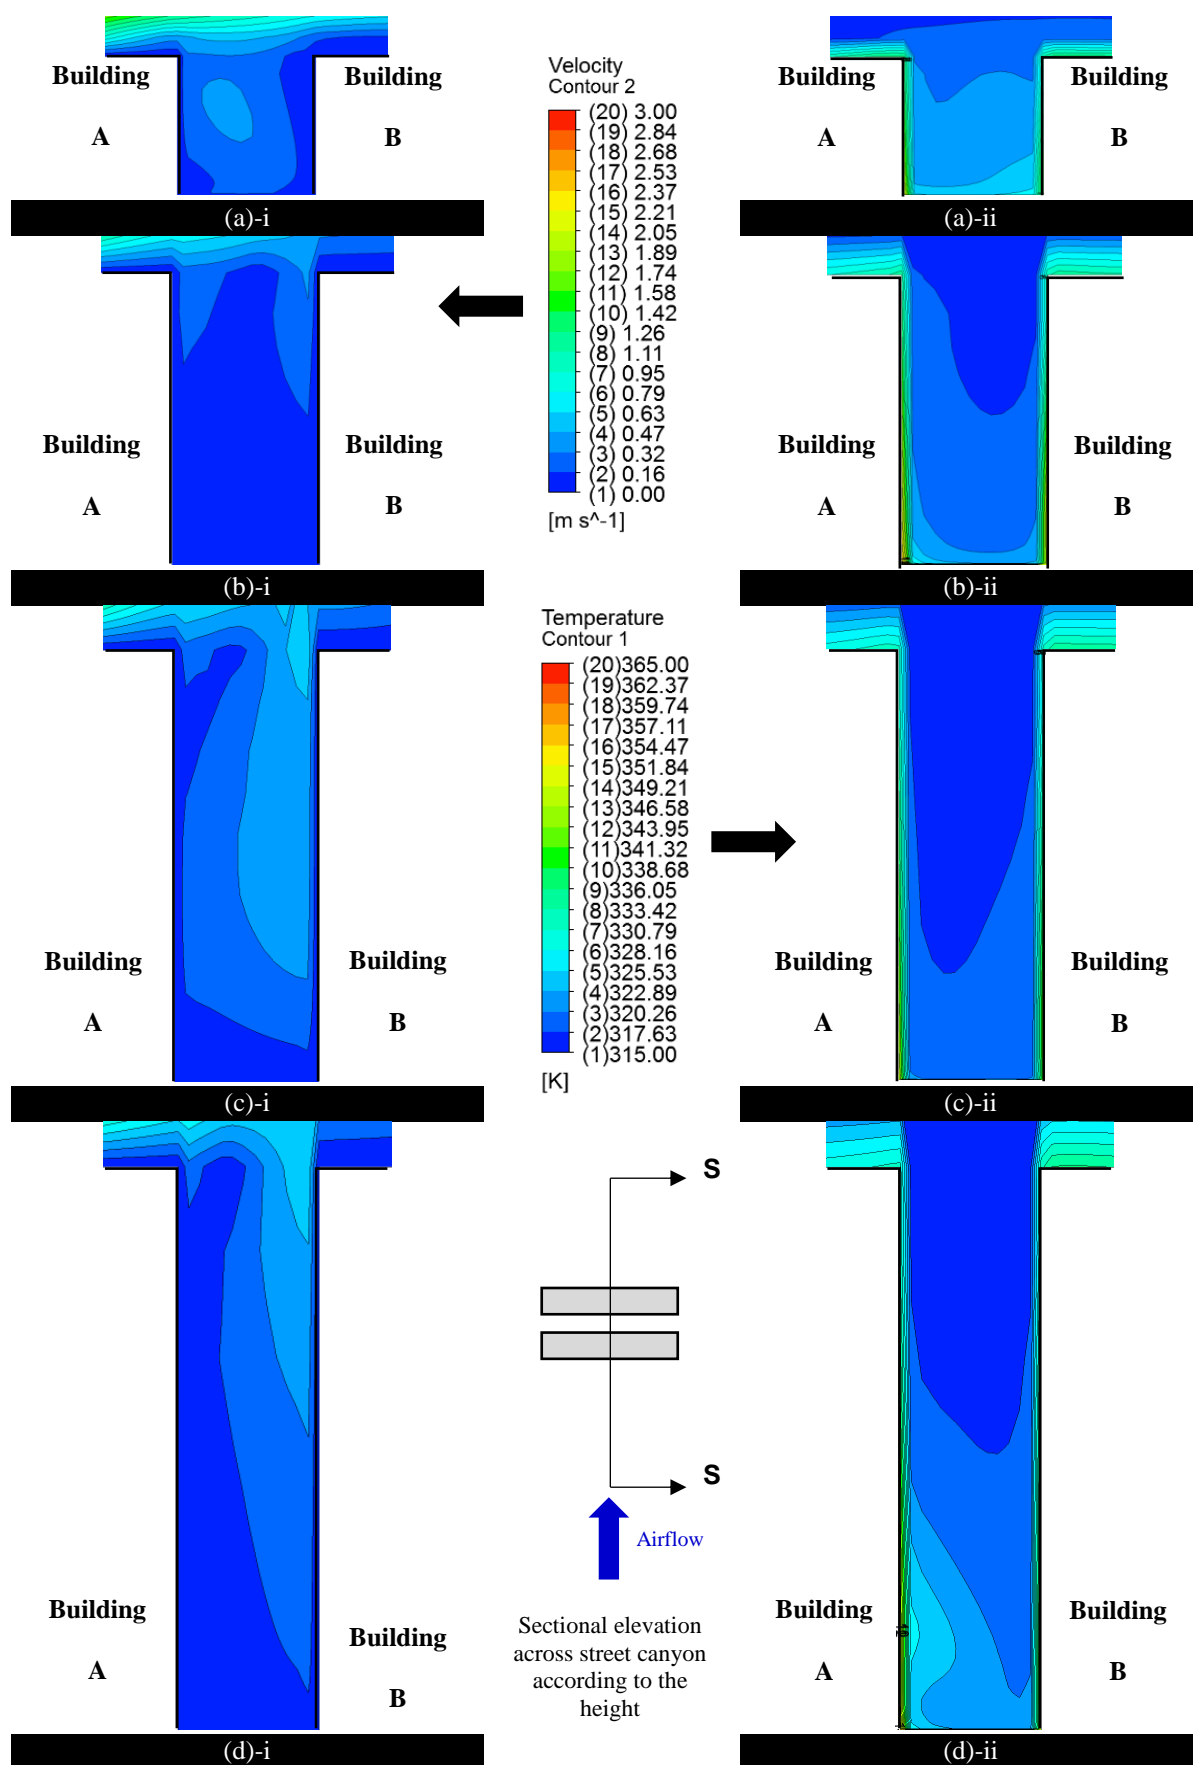 Building
A
Building
B
Velocity
Contour 2
(20) 3.00
(19) 2.84
(18) 2.68
(17) 2.53
(16) 2.37
(15) 2.21
(14) 2.05
(13) 1.89
(12) 1.74
(11) 1.58
(10) 1.42
(9) 1.26
(8) 1.11
(7) 0.95
(6) 0.79
(5) 0.63
(4) 0.47
(3) 0.32
(2) 0.16
(1) 0.00
[m s^-1]
Building
A
Building
B
(a)-i
(a)-ii
Building
A
Building
B
Building
A
Building
B
(b)-i
(b)-ii
Temperature
Contour 1
(20)365.00
(19)362.37
(18)359.74
(17)357.11
(16)354.47
(15)351.84
(14)349.21
(13)346.58
(12)343.95
(11)341.32
(10)338.68
(9)336.05
(8)333.42
(7)330.79
(6)328.16
(5)325.53
(4)322.89
(3)320.26
(2)317.63
(1)315.00
[K]
Building
A
Building
B
Building
A
Building
B
(c)-i
(c)-ii
S
S
Airflow
Sectional elevation
across street canyon
according to the
height
Building
A
Building
B
Building
A
Building
B
(d)-i
(d)-ii